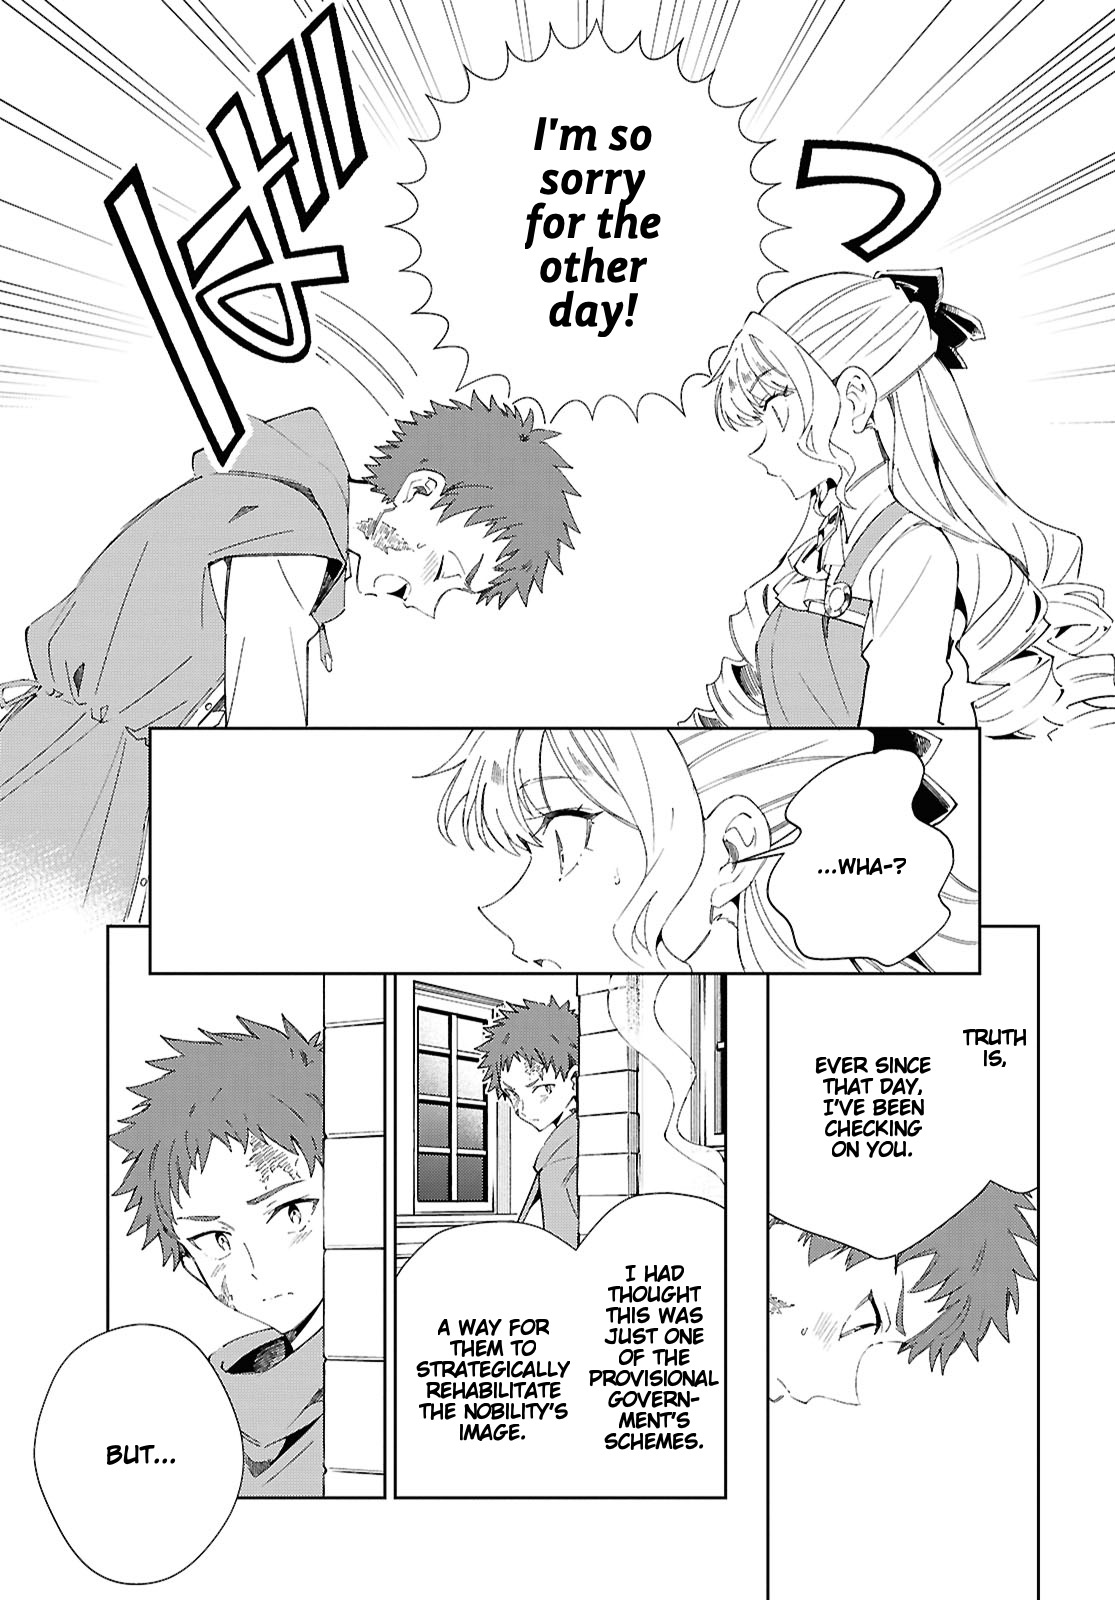 I'm so
sorry
for the
other
day!
ばっ
...WHA-?
TRUTH
IS,
EVER SINCE
THAT DAY,
I'VE BEEN
CHECKING
ON YOU.
I HAD
THOUGHT
THIS WAS
JUST ONE
OF THE
PROVISIONAL
GOVERN-
MENT'S
SCHEMES.
A WAY FOR
THEM TO
STRATEGICALLY
REHABILITATE
THE NOBILITY'S
IMAGE.
BUT...